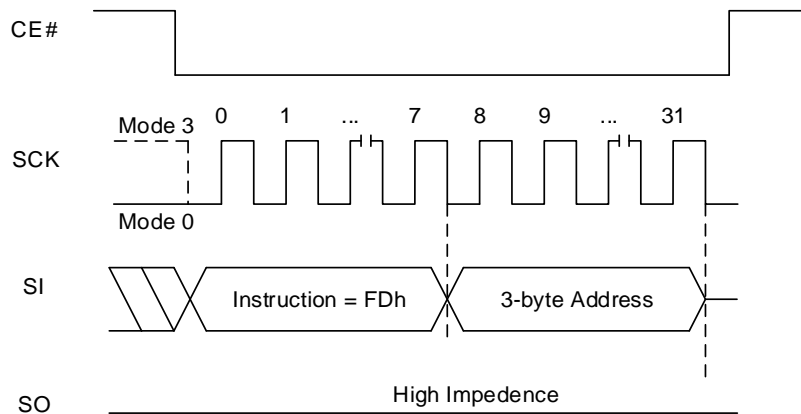 CE#
0 1 ... 7 8 9 ... 31
Mode 3
SCK
Mode 0
SI
Instruction = FDh
3-byte Address
High Impedence
SO